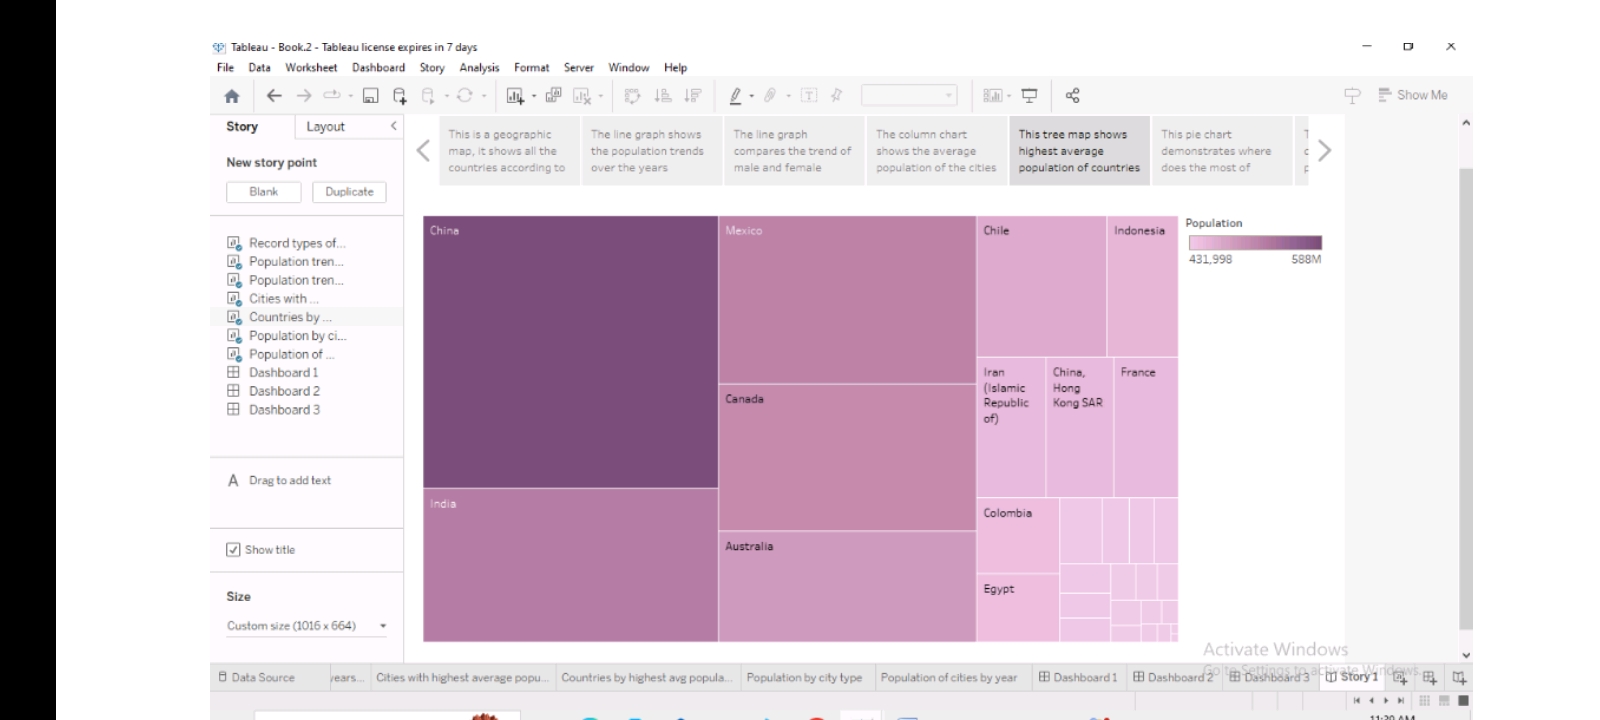 Tableau - Book.2 - Tableau license expires in 7 days
File Data Worksheet Dashboard Story Analysis Format Server Window Help
Show Me
Story Layout
New story point
Blank Duplicate
Record types of...
Population tren...
Population tren...
Cities with ...
Countries by ...
Population by ci...
Population of ...
Dashboard 1
Dashboard 2
Dashboard 3
A Drag to add text
Show title
Size
Custom size (1016 x 664)
This is a geographic
map, it shows all the
countries according to
The line graph shows
the population trends
over the years
The line graph
compares the trend of
male and female
The column chart
shows the average
population of the cities
This tree map shows
highest average
population of countries
This pie chart
demonstrates where
does the most of
China
India
Mexico
Canada
Australia
Chile
Indonesia
Iran
(Islamic
Republic
of)
China,
Hong
Kong SAR
France
Colombia
Egypt
Population
431,998 588M
Activate Windows
Go to Settings to activate Windows.
Data Source years... Cities with highest average popu... Countries by highest avg popula... Population by city type Population of cities by year Dashboard 1 Dashboard 2 Dashboard 3 Story 1
11:20 AM